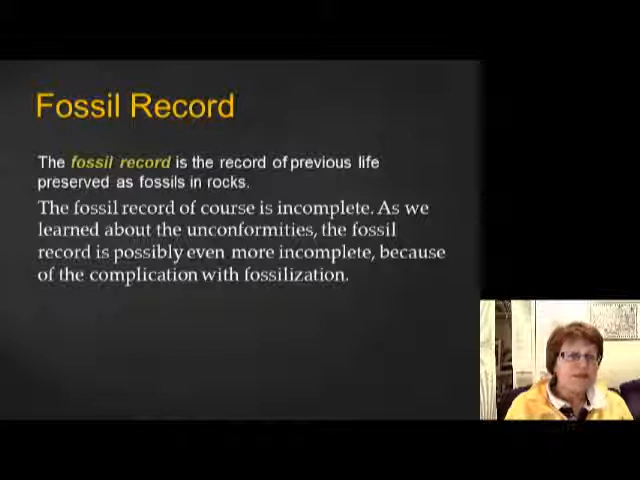 Fossil Record
The fossil record is the record of previous life
preserved as fossils in rocks.
The fossil record of course is incomplete. As we
learned about the unconformities, the fossil
record is possibly even more incomplete, because
of the complication with fossilization.